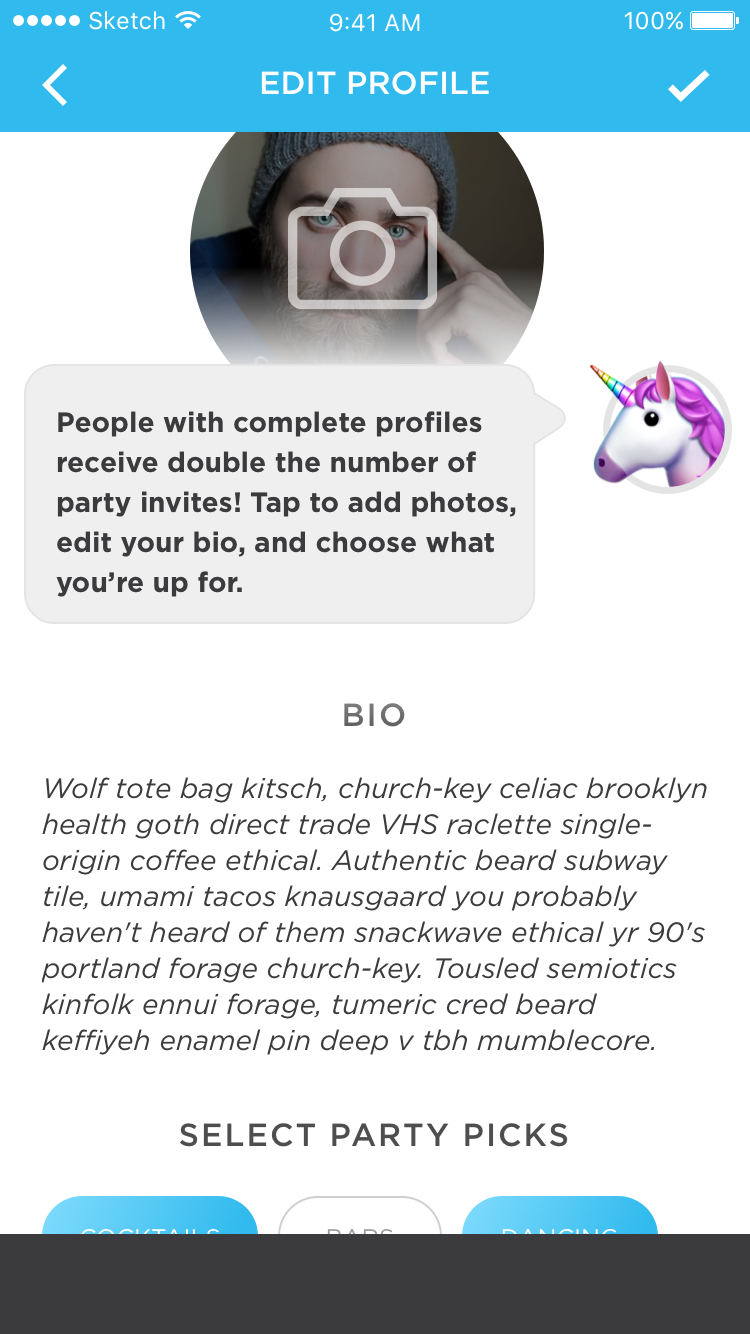 Sketch 9:41 AM 100%
EDIT PROFILE
People with complete profiles
receive double the number of
party invites! Tap to add photos,
edit your bio, and choose what
you’re up for.
BIO
Wolf tote bag kitsch, church-key celiac brooklyn
health goth direct trade VHS raclette single-
origin coffee ethical. Authentic beard subway
tile, umami tacos knausgaard you probably
haven't heard of them snackwave ethical yr 90's
portland forage church-key. Tousled semiotics
kinfolk ennui forage, tumeric cred beard
keffiyeh enamel pin deep v tbh mumblecore.
SELECT PARTY PICKS
COCKTAILS BARS DANCING